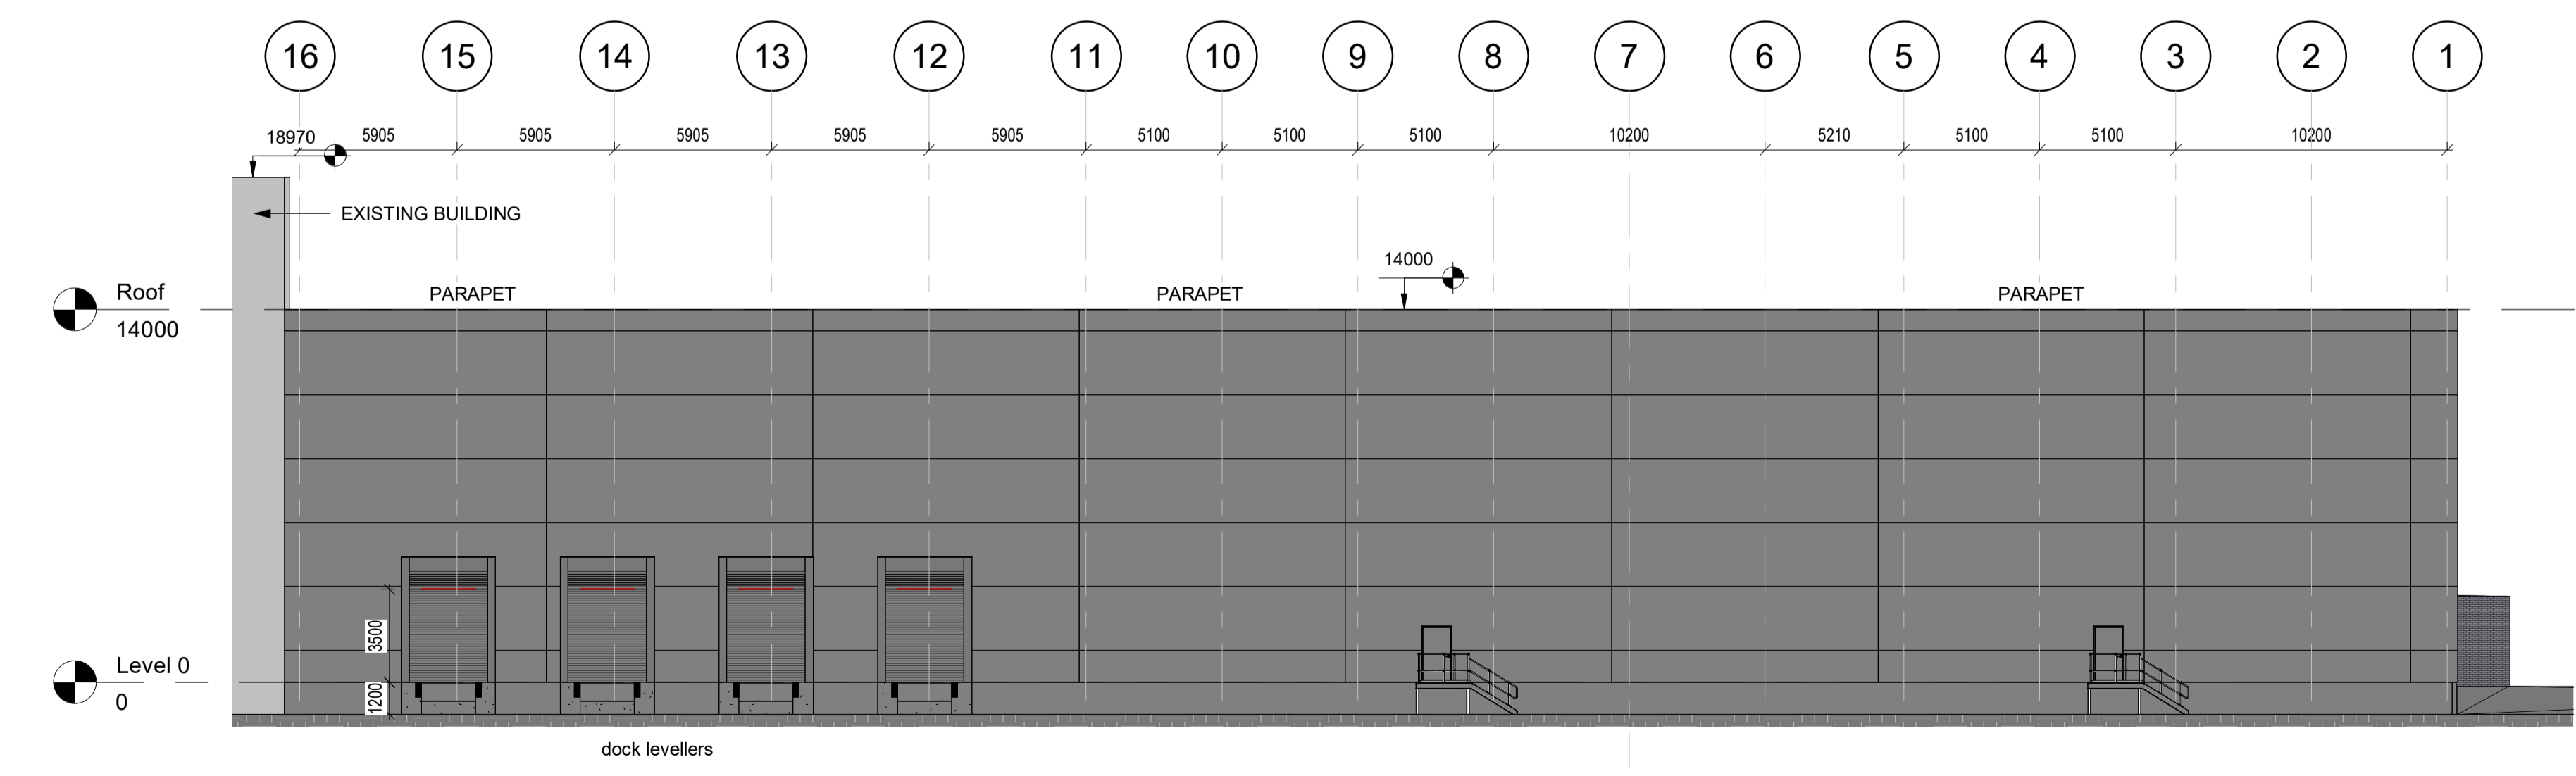 16 15 14 13 12 11 10 9 8 7 6 5 4 3 2 1
18970 5905 5905 5905 5905 5905 5100 5100 5100 10200 5210 5100 5100 10200
EXISTING BUILDING
14000
Roof
14000
PARAPET PARAPET PARAPET
3500
Level 0
0
1200
dock levellers